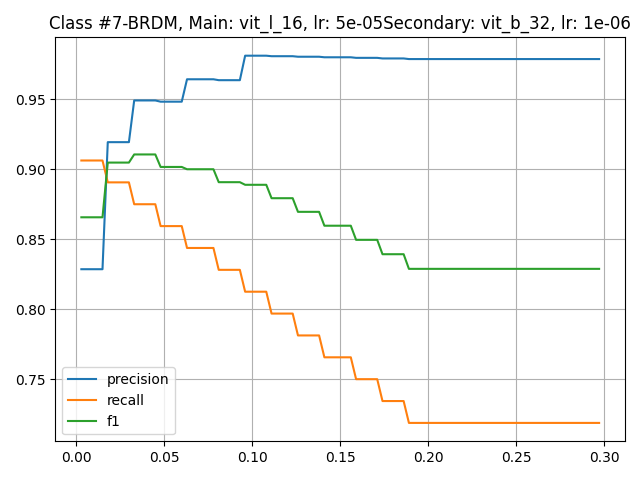 Class #7-BRDM, Main: vit_l_16, lr: 5e-05Secondary: vit_b_32, lr: 1e-06
0.95
0.90
0.85
0.80
0.75
precision
recall
f1
0.00 0.05 0.10 0.15 0.20 0.25 0.30